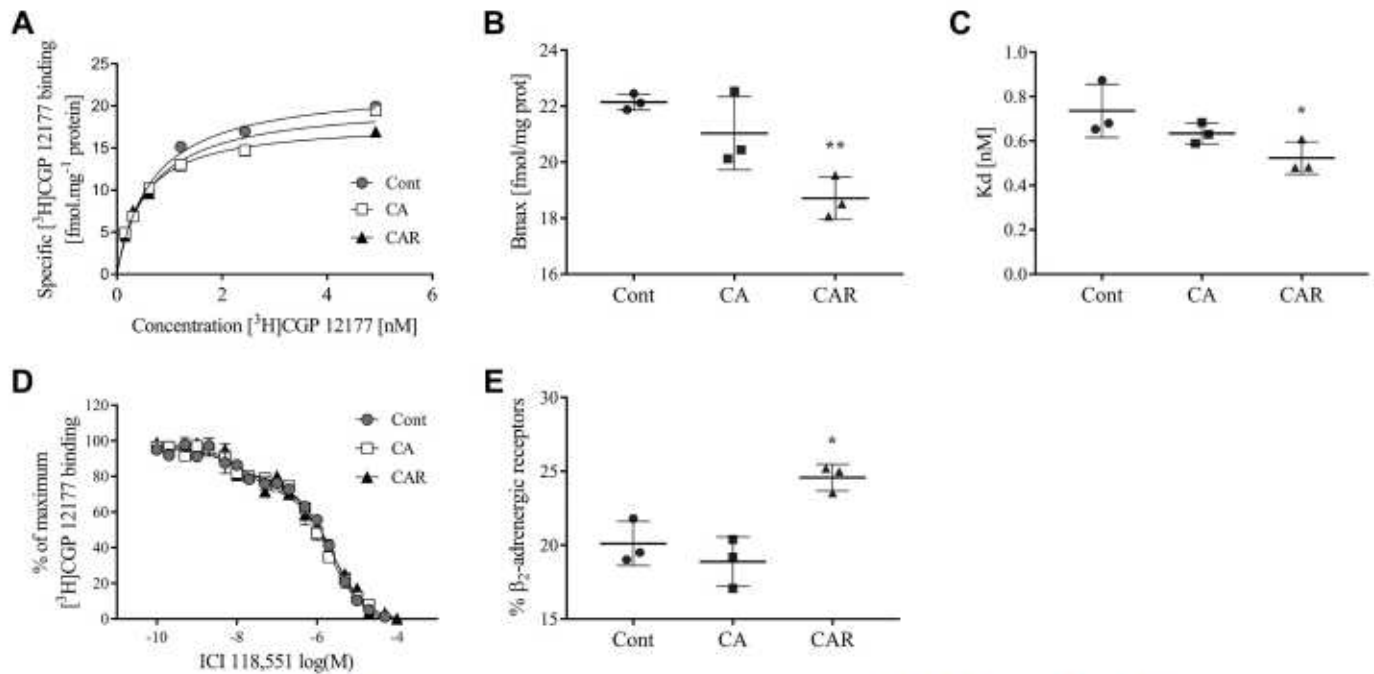 A
Specific [³H]CGP 12177 binding
[fmol.mg⁻¹ protein]
25
20
15
10
5
0
0
2
4
6
Cont
CA
CAR
Concentration [³H]CGP 12177 [nM]
B
Bmax [fmol/mg prot]
24
22
20
18
16
**
Cont
CA
CAR
C
Kd [nM]
1.0
0.8
0.6
0.4
0.2
0.0
*
Cont
CA
CAR
D
% of maximum
[³H]CGP 12177 binding
120
100
80
60
40
20
0
-10
-8
-6
-4
Cont
CA
CAR
ICI 118,551 log(M)
E
% β₂-adrenergic receptors
30
25
20
15
*
Cont
CA
CAR